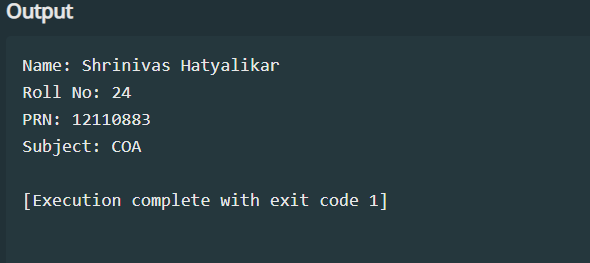 Output
Name: Shrinivas Hatyalikar
Roll No: 24
PRN: 12110883
Subject: COA
[Execution complete with exit code 1]